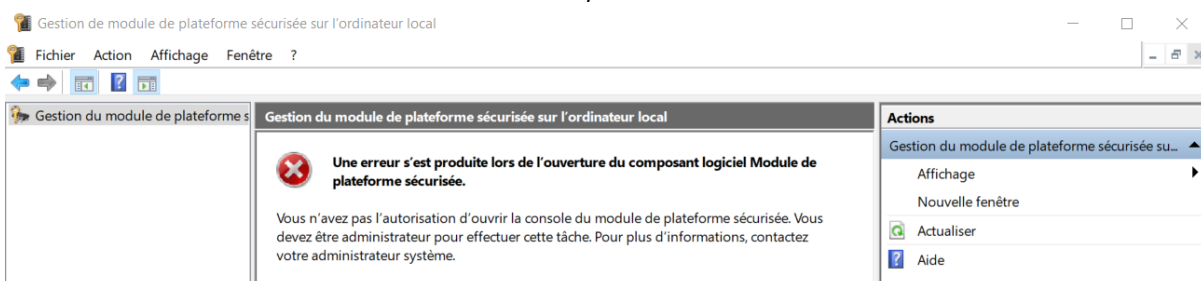 Gestion de module de plateforme sécurisée sur l'ordinateur local
Fichier Action Affichage Fenêtre ?
Gestion du module de plateforme s
Gestion du module de plateforme sécurisée sur l'ordinateur local
Une erreur s'est produite lors de l'ouverture du composant logiciel Module de
plateforme sécurisée.
Vous n'avez pas l'autorisation d'ouvrir la console du module de plateforme sécurisée. Vous
devez être administrateur pour effectuer cette tâche. Pour plus d'informations, contactez
votre administrateur système.
Actions
Gestion du module de plateforme sécurisée su...
Affichage
Nouvelle fenêtre
Actualiser
Aide